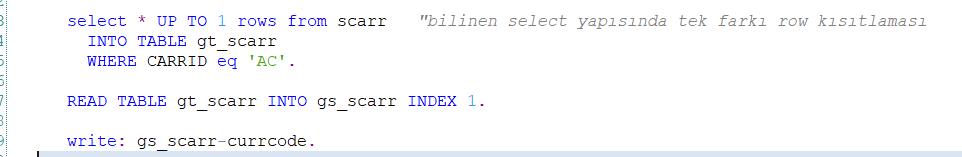 select * UP TO 1 rows from scarr "bilinen select yapısında tek farkı row kısıtlaması
INTO TABLE gt_scarr
WHERE CARRID eq 'AC'.
READ TABLE gt_scarr INTO gs_scarr INDEX 1.
write: gs_scarr-currcode.